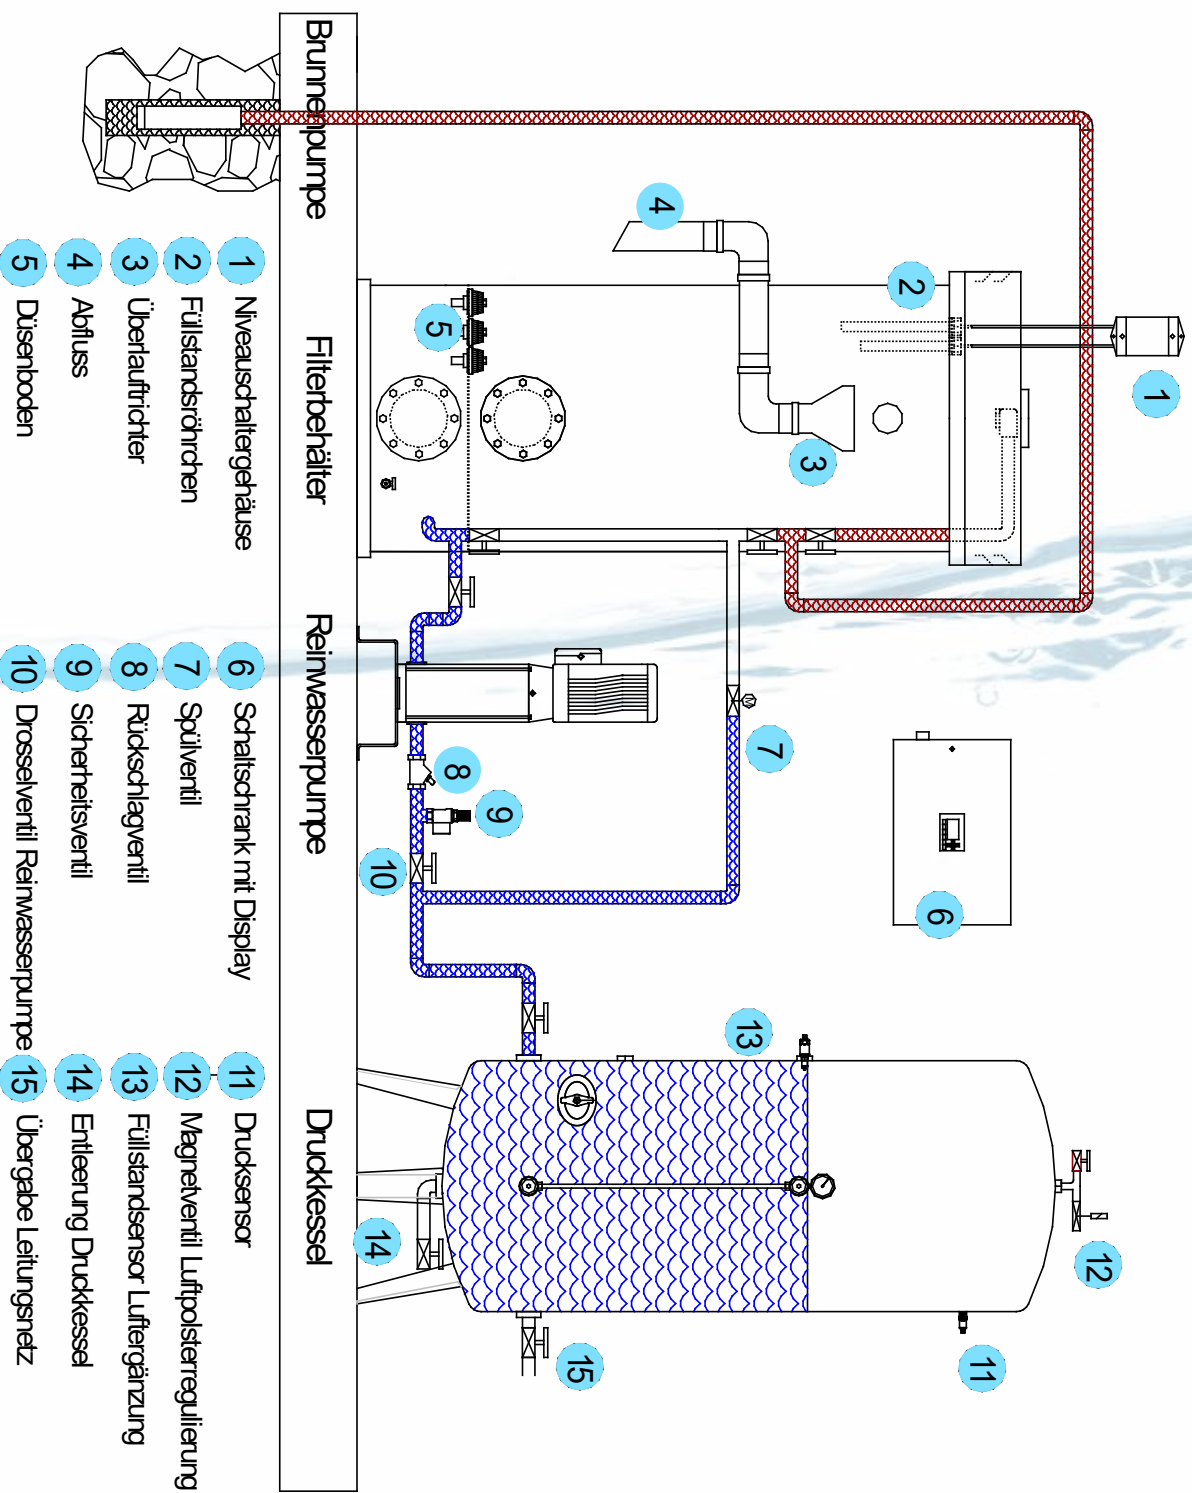 1
2
3
4
5
6
M
7
8
9
10
11
12
13
14
15
Brunnenpumpe
Filterbehälter
Reinwasserpumpe
Druckkessel
1 Niveauschaltergehäuse
2 Füllstandsröhrchen
3 Überlauftrichter
4 Abfluss
5 Düsenboden
6 Schaltschrank mit Display
7 Spülventil
8 Rückschlagventil
9 Sicherheitsventil
10 Drosselventil Reinwasserpumpe
11 Drucksensor
12 Magnetventil Luftpolsterregulierung
13 Füllstandsensor Luftergänzung
14 Entleerung Druckkessel
15 Übergabe Leitungsnetz